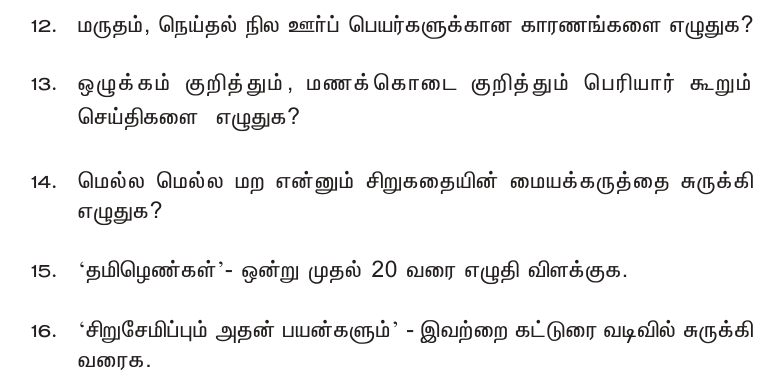 12. மருதம், நெய்தல் நில ஊர்ப் பெயர்களுக்கான காரணங்களை எழுதுக?
13. ஒழுக்கம் குறித்தும், மணக்கொடை குறித்தும் பெரியார் கூறும்
செய்திகளை எழுதுக?
14. மெல்ல மெல்ல மற என்னும் சிறுகதையின் மையக்கருத்தை சுருக்கி
எழுதுக?
15. ‘தமிழெண்கள்’- ஒன்று முதல் 20 வரை எழுதி விளக்குக.
16. ‘சிறுசேமிப்பும் அதன் பயன்களும்’ - இவற்றை கட்டுரை வடிவில் சுருக்கி
வரைக.